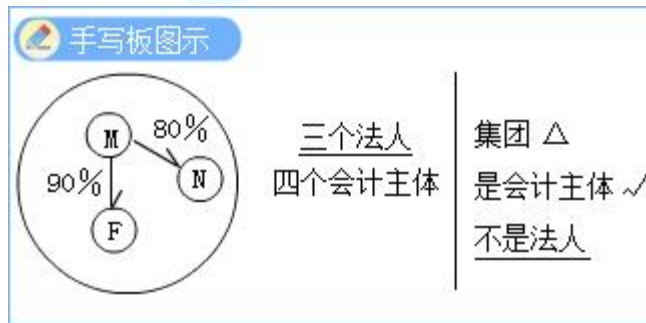 手写板图示
M
80%
90%
N
F
三个法人
四个会计主体
集团 △
是会计主体 ✓
不是法人